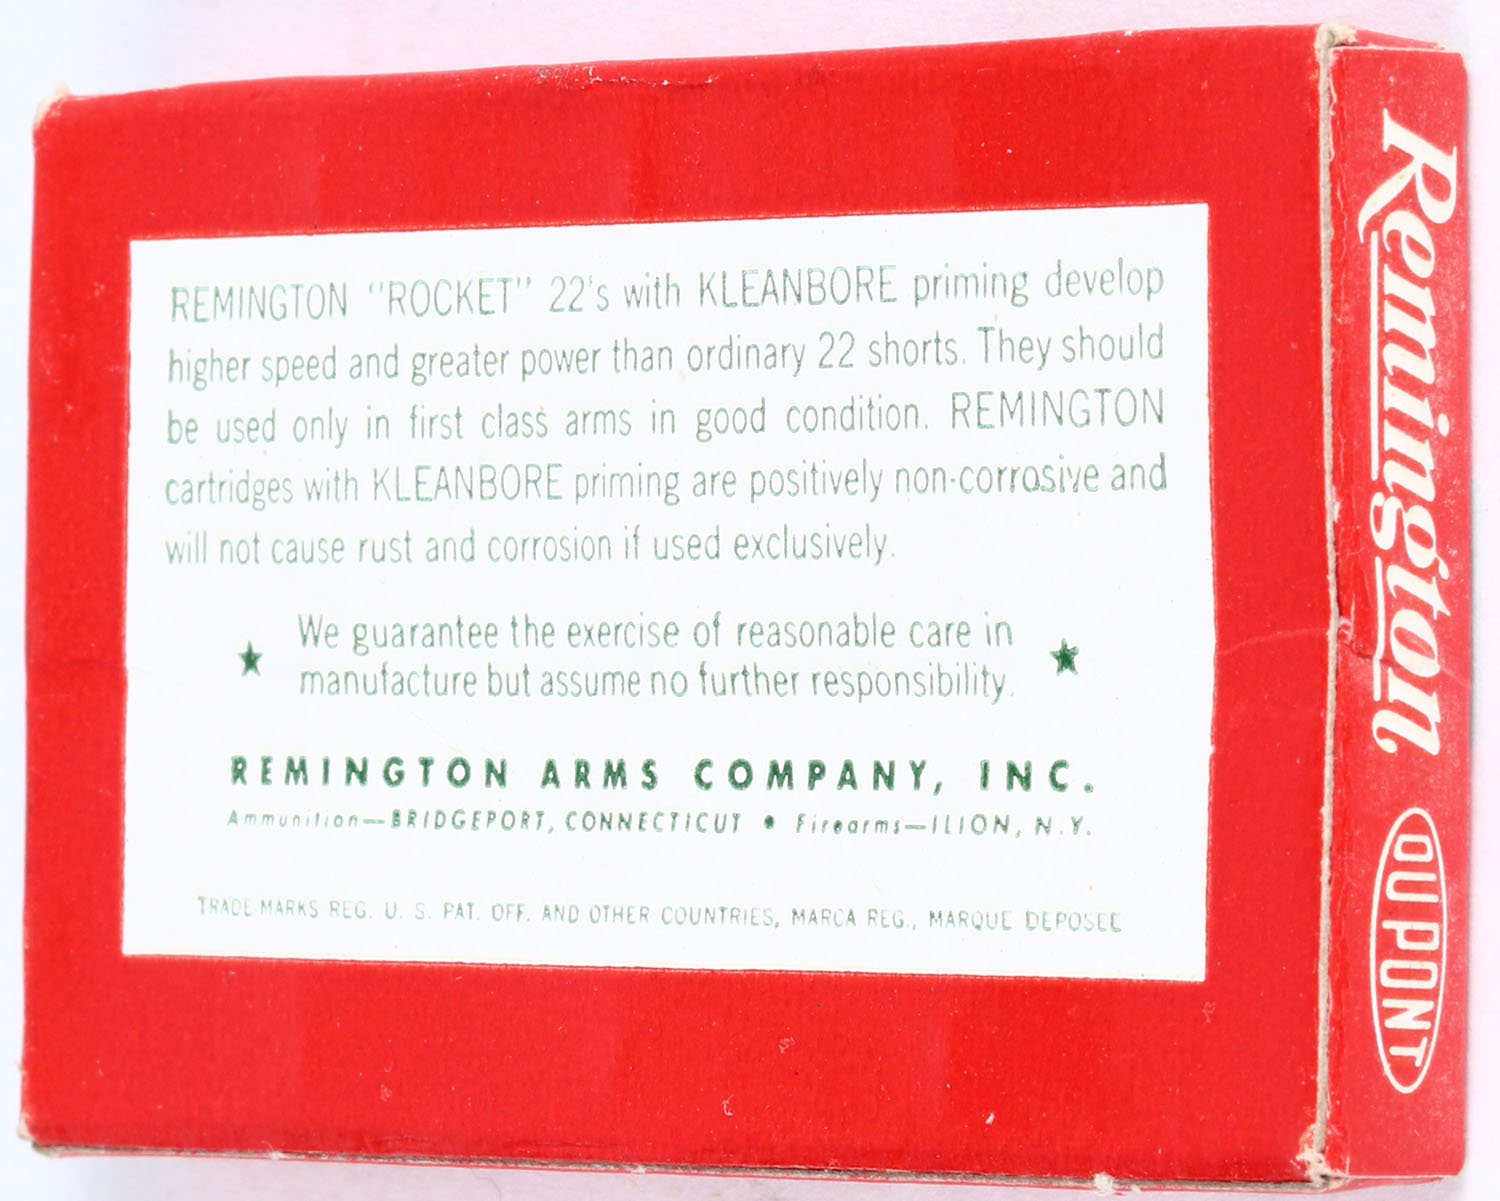 REMINGTON "ROCKET" 22's with KLEANBORE priming develop
higher speed and greater power than ordinary 22 shorts. They should
be used only in first class arms in good condition. REMINGTON
cartridges with KLEANBORE priming are positively non-corrosive and
will not cause rust and corrosion if used exclusively.
★ We guarantee the exercise of reasonable care in ★
manufacture but assume no further responsibility.
REMINGTON ARMS COMPANY, INC.
Ammunition—BRIDGEPORT, CONNECTICUT • Firearms—ILION, N.Y.
TRADE MARKS REG. U. S. PAT. OFF. AND OTHER COUNTRIES, MARCA REG., MARQUE DEPOSEE
Remington
DUPONT